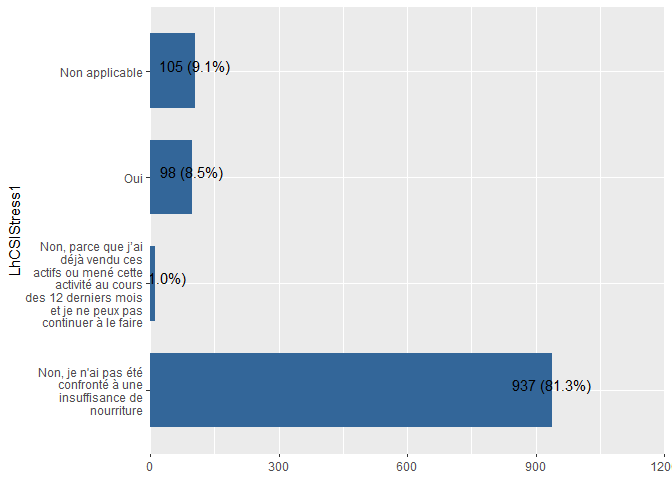 LhCSIStress1
Non applicable
105 (9.1%)
Oui
98 (8.5%)
Non, parce que j'ai
déjà vendu ces
actifs ou mené cette
activité au cours
des 12 derniers mois
et je ne peux pas
continuer à le faire
1.0%)
Non, je n'ai pas été
confronté à une
insuffisance de
nourriture
937 (81.3%)
0
300
600
900
120